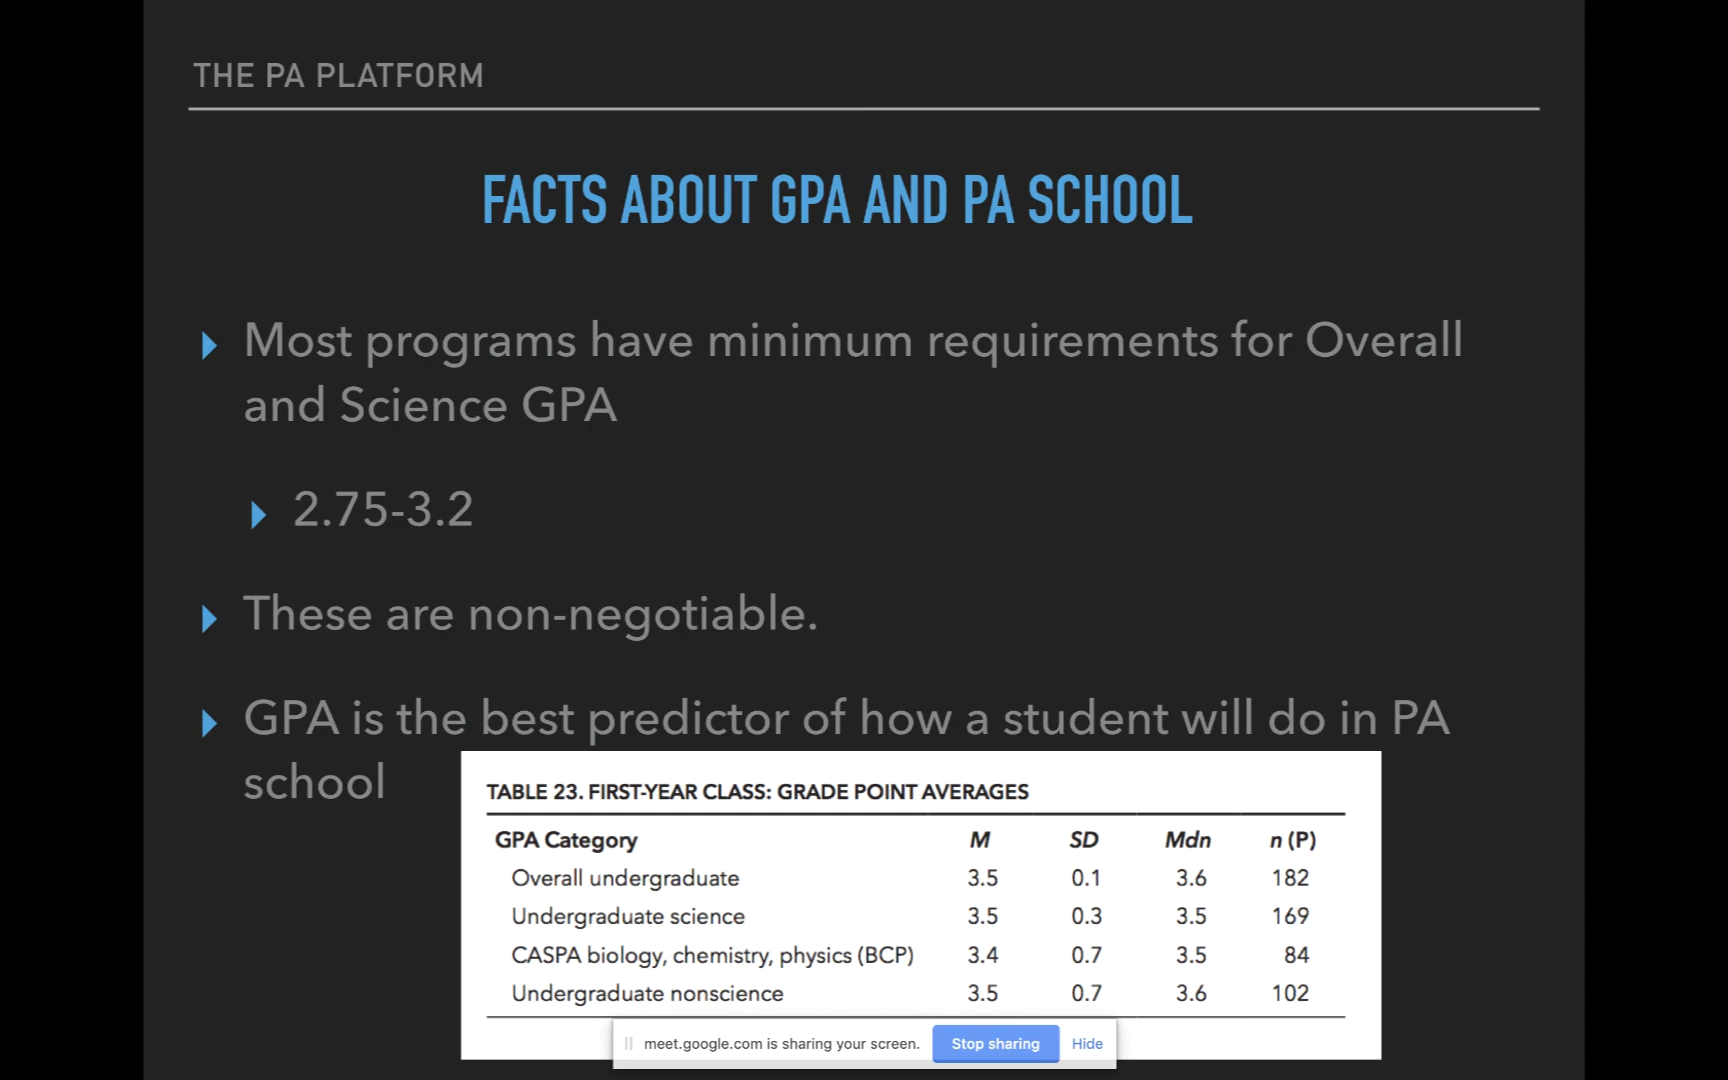 THE PA PLATFORM
FACTS ABOUT GPA AND PA SCHOOL
Most programs have minimum requirements for Overall
and Science GPA
2.75-3.2
These are non-negotiable.
GPA is the best predictor of how a student will do in PA
school
TABLE 23. FIRST-YEAR CLASS: GRADE POINT AVERAGES
GPA Category M SD Mdn n (P)
Overall undergraduate 3.5 0.1 3.6 182
Undergraduate science 3.5 0.3 3.5 169
CASPA biology, chemistry, physics (BCP) 3.4 0.7 3.5 84
Undergraduate nonscience 3.5 0.7 3.6 102
meet.google.com is sharing your screen. Stop sharing Hide